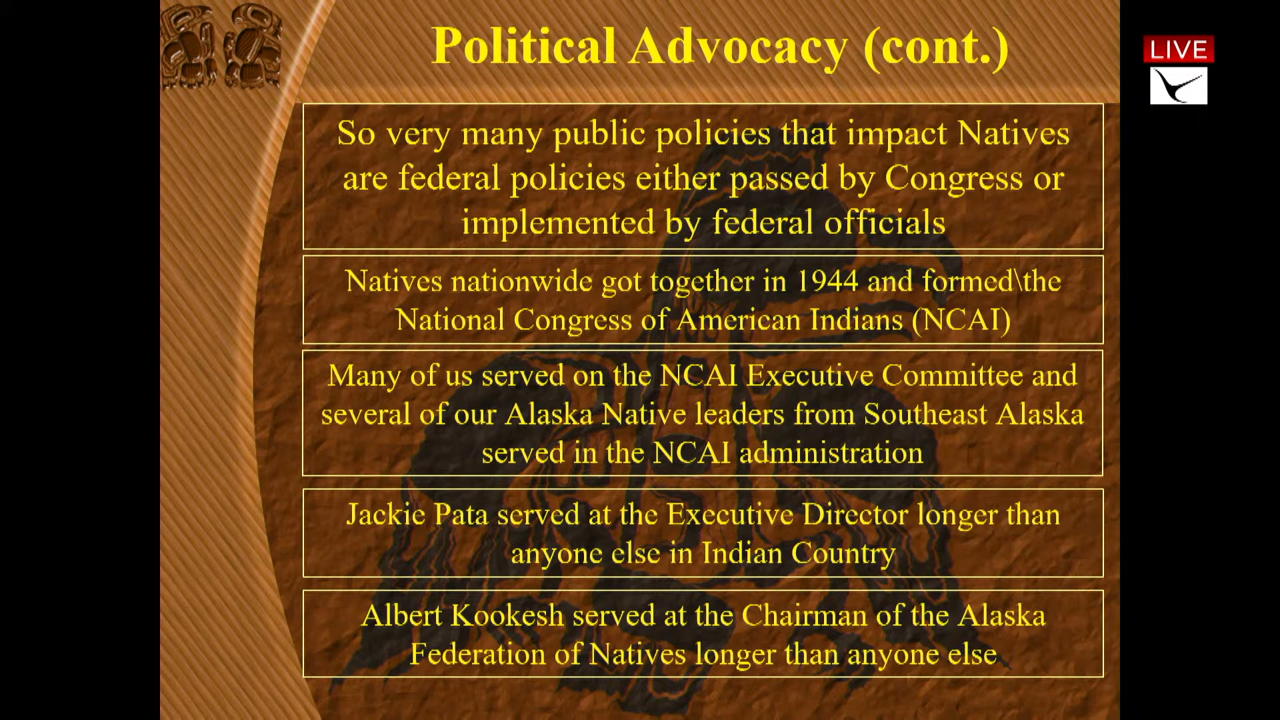 Political Advocacy (cont.)
LIVE
So very many public policies that impact Natives
are federal policies either passed by Congress or
implemented by federal officials
Natives nationwide got together in 1944 and formed\the
National Congress of American Indians (NCAI)
Many of us served on the NCAI Executive Committee and
several of our Alaska Native leaders from Southeast Alaska
served in the NCAI administration
Jackie Pata served at the Executive Director longer than
anyone else in Indian Country
Albert Kookesh served at the Chairman of the Alaska
Federation of Natives longer than anyone else